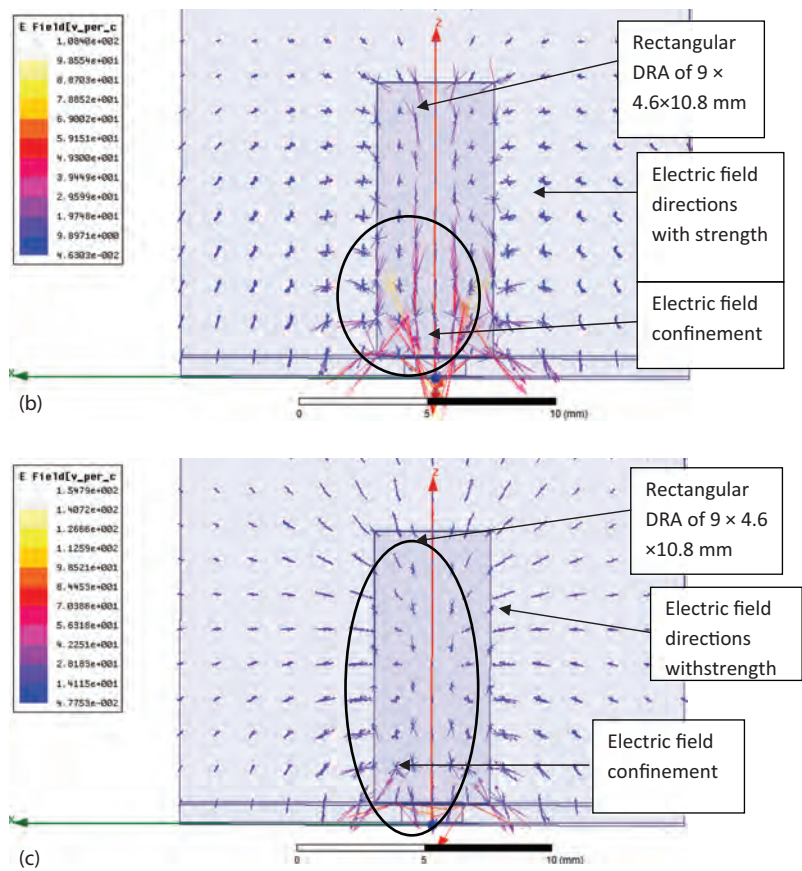 E Field[v_per_c
1.0840e+002
9.8554e+001
8.8703e+001
7.8852e+001
6.9002e+001
5.9151e+001
4.9300e+001
3.9449e+001
2.9599e+001
1.9748e+001
9.8971e+000
4.6303e-002
Z
Rectangular
DRA of 9 ×
4.6×10.8 mm
Electric field
directions
with strength
Electric field
confinement
(b)
0
5
10 (mm)
E Field[v_per_c
1.5479e+002
1.4072e+002
1.2666e+002
1.1259e+002
9.8521e+001
8.4455e+001
7.0388e+001
5.6318e+001
4.2251e+001
2.8185e+001
1.4115e+001
4.7753e-002
Z
Rectangular
DRA of 9 × 4.6
×10.8 mm
Electric field
directions
withstrength
Electric field
confinement
(c)
0
5
10 (mm)